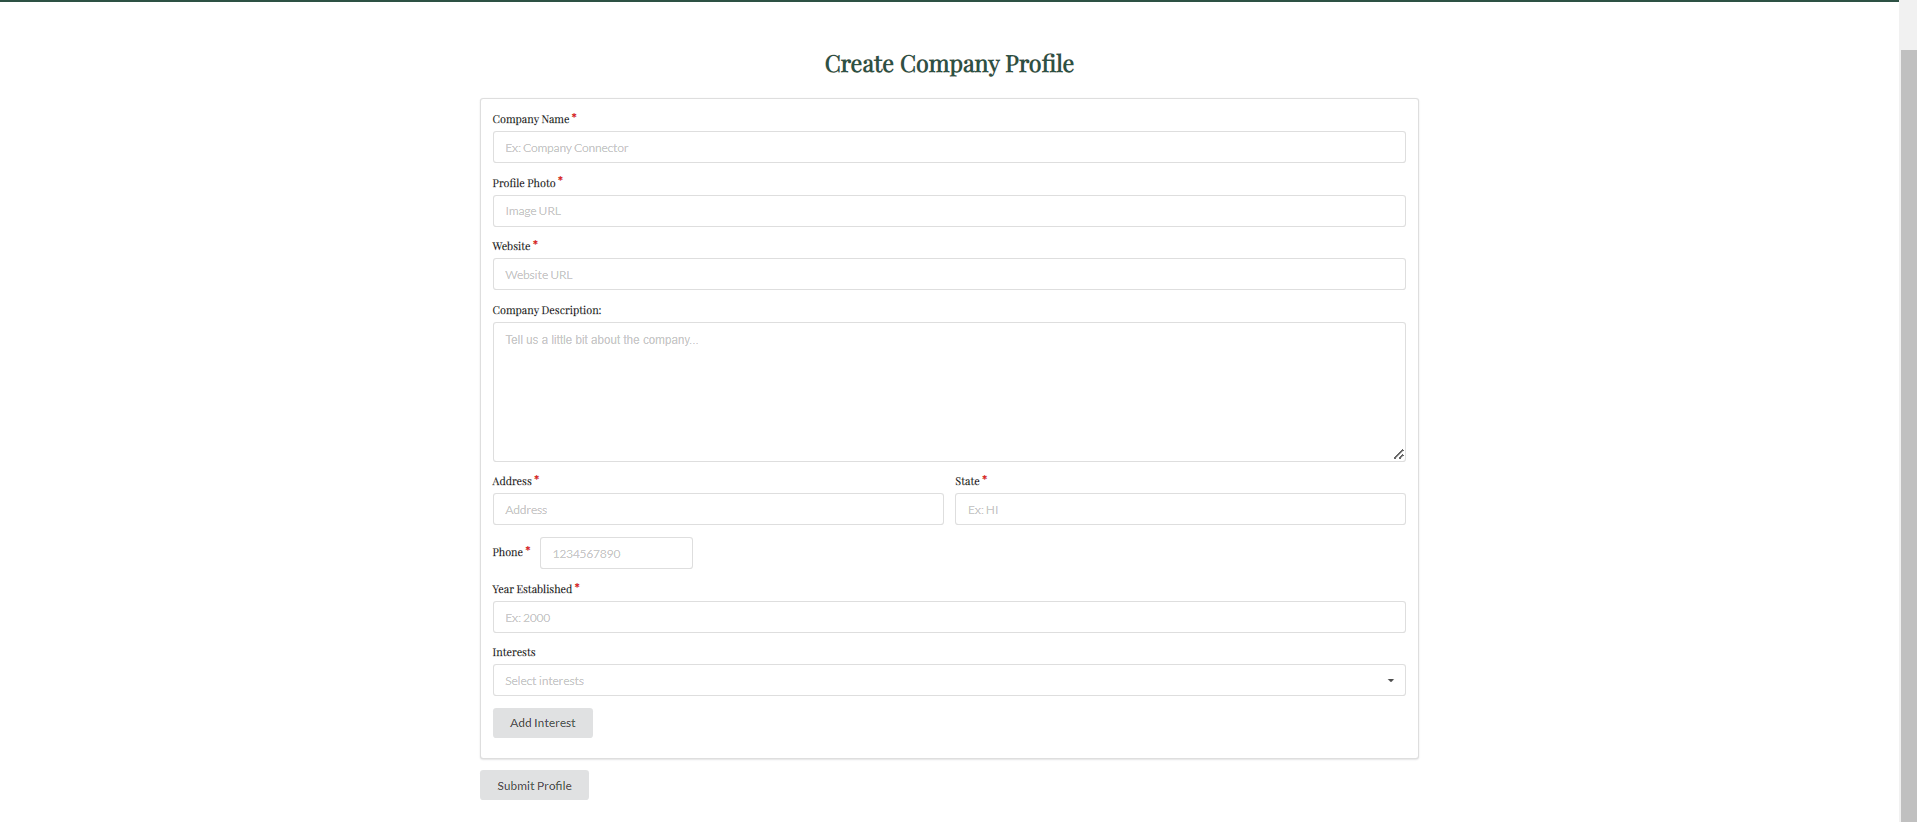 Create Company Profile
Company Name *
Ex: Company Connector
Profile Photo *
Image URL
Website *
Website URL
Company Description:
Tell us a little bit about the company...
Address * State *
Address Ex: HI
Phone * 1234567890
Year Established *
Ex: 2000
Interests
Select interests
Add Interest
Submit Profile